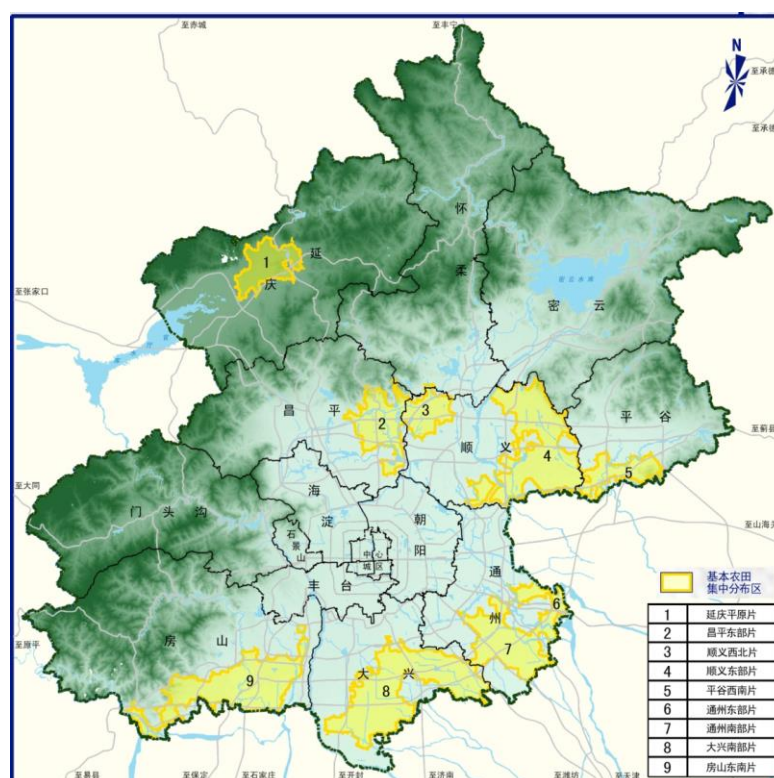 至赤城
至丰宁
N
至承德
至承德
怀
柔
延
庆
1
至张家口
密云水库
密云
昌平
2
3
顺义
4
平谷
5
至蓟县
至大同
门头沟
海
淀
石
景
山
中心
城区
朝
阳
至山海关
丰台
通
州
6
7
房山
大兴
8
9
至原平
至易县
至保定
至石家庄
至开封
至济南
至潍坊
至天津
基本农田
集中分布区
1 延庆平原片
2 昌平东部片
3 顺义西北片
4 顺义东部片
5 平谷西南片
6 通州东部片
7 通州南部片
8 大兴南部片
9 房山东南片